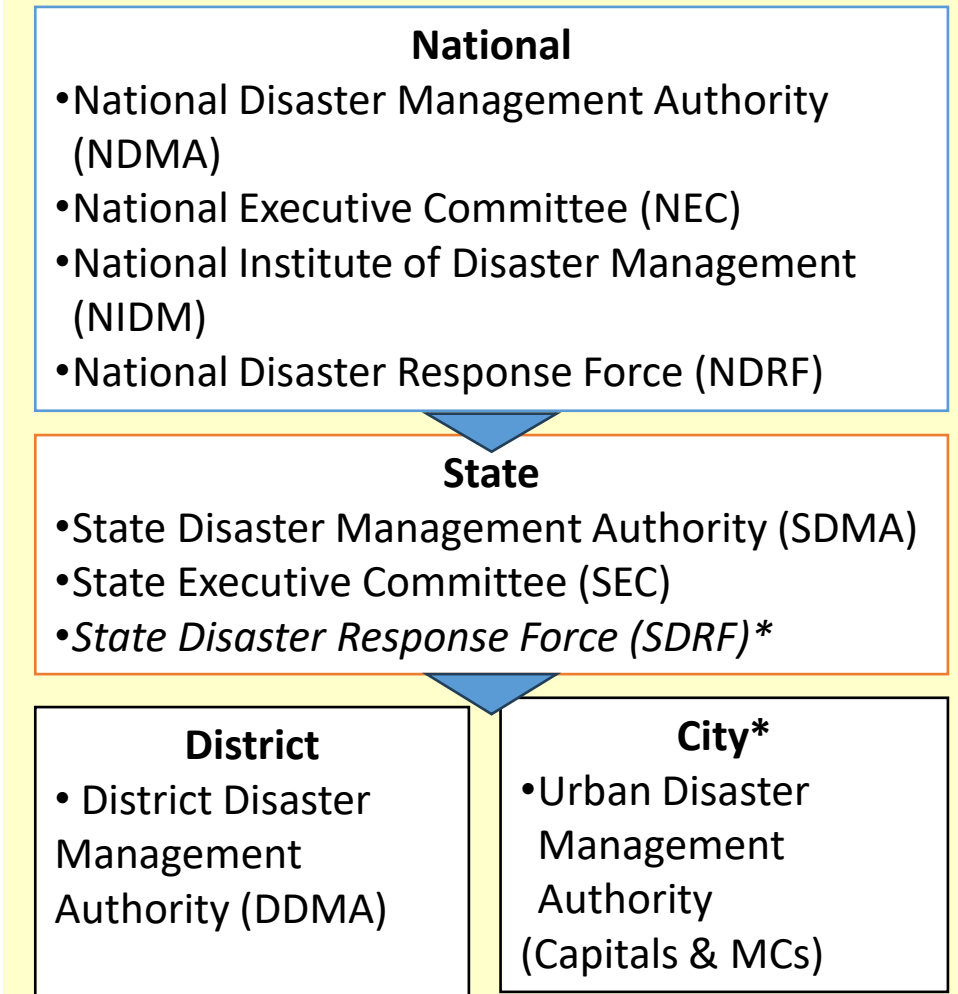 National
•National Disaster Management Authority
(NDMA)
•National Executive Committee (NEC)
•National Institute of Disaster Management
(NIDM)
•National Disaster Response Force (NDRF)
State
•State Disaster Management Authority (SDMA)
•State Executive Committee (SEC)
•State Disaster Response Force (SDRF)*
District
• District Disaster
Management
Authority (DDMA)
City*
•Urban Disaster
Management
Authority
(Capitals & MCs)